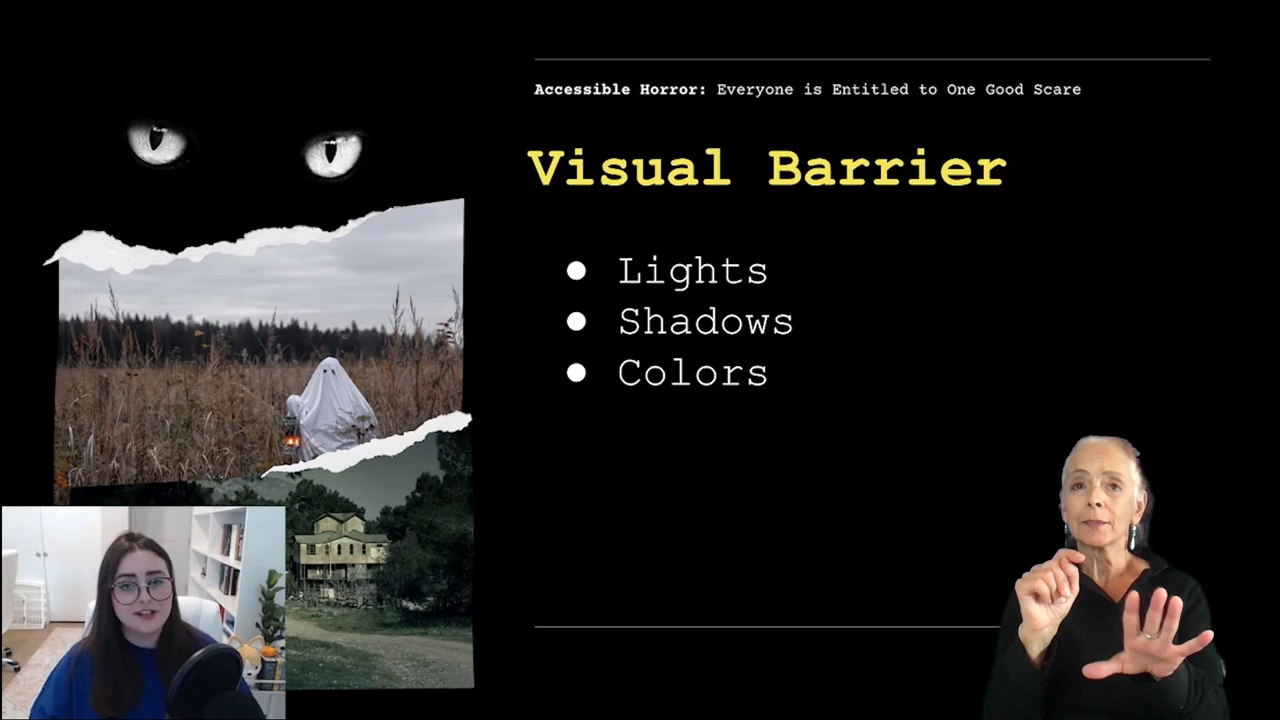 Accessible Horror: Everyone is Entitled to One Good Scare
Visual Barrier
● Lights
● Shadows
● Colors